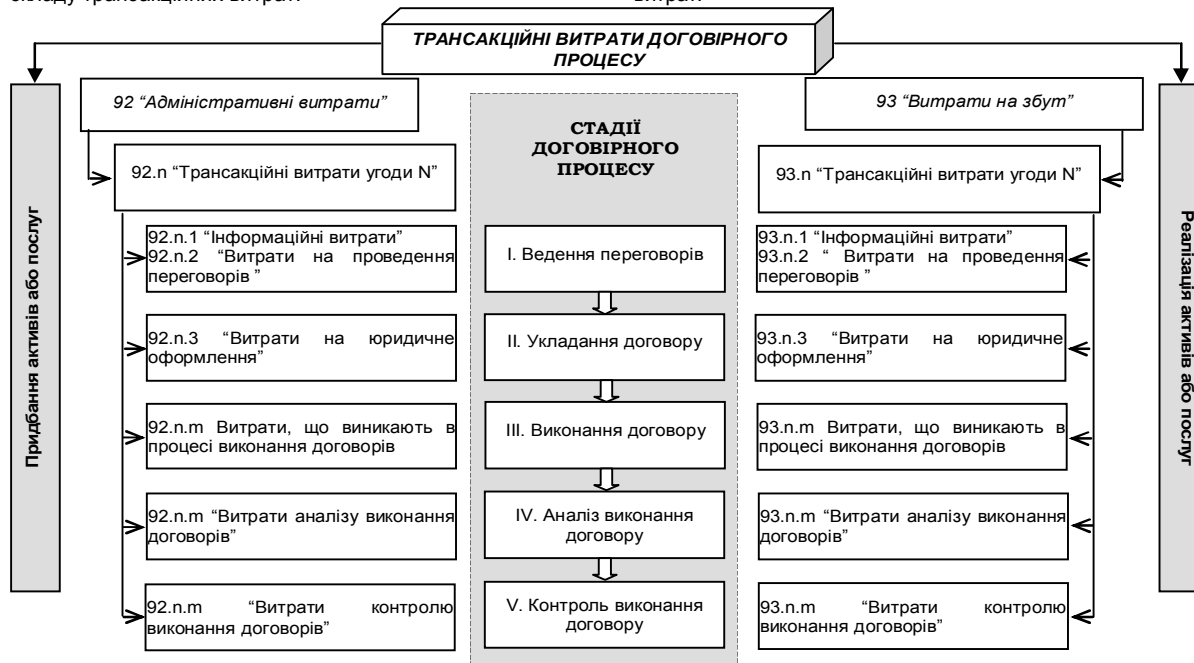 складу трансакційних витрат.
витрати
ТРАНСАКЦІЙНІ ВИТРАТИ ДОГОВІРНОГО
ПРОЦЕСУ
Придбання активів або послуг
92 “Адміністративні витрати”
92.n “Трансакційні витрати угоди N”
92.n.1 “Інформаційні витрати”
92.n.2 “Витрати на проведення
переговорів ”
92.n.3 “Витрати на юридичне
оформлення”
92.n.m Витрати, що виникають в
процесі виконання договорів
92.n.m “Витрати аналізу виконання
договорів”
92.n.m “Витрати контролю
виконання договорів”
СТАДІЇ
ДОГОВІРНОГО
ПРОЦЕСУ
I. Ведення переговорів
II. Укладання договору
III. Виконання договору
IV. Аналіз виконання
договору
V. Контроль виконання
договору
93 “Витрати на збут”
93.n “Трансакційні витрати угоди N”
93.n.1 “Інформаційні витрати”
93.n.2 “ Витрати на проведення
переговорів ”
93.n.3 “Витрати на юридичне
оформлення”
93.n.m Витрати, що виникають в
процесі виконання договорів
93.n.m “Витрати аналізу виконання
договорів”
93.n.m “Витрати контролю
виконання договорів”
Реалізація активів або послуг